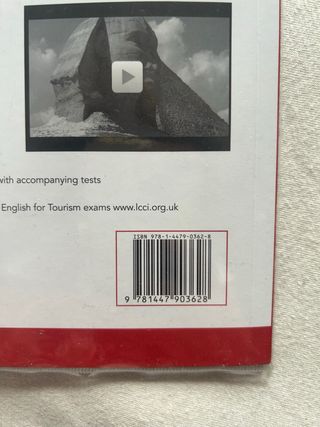 with accompanying tests
English for Tourism exams www.lcci.org.uk
ISBN 978-1-4479-0362-8
9 781447 903628